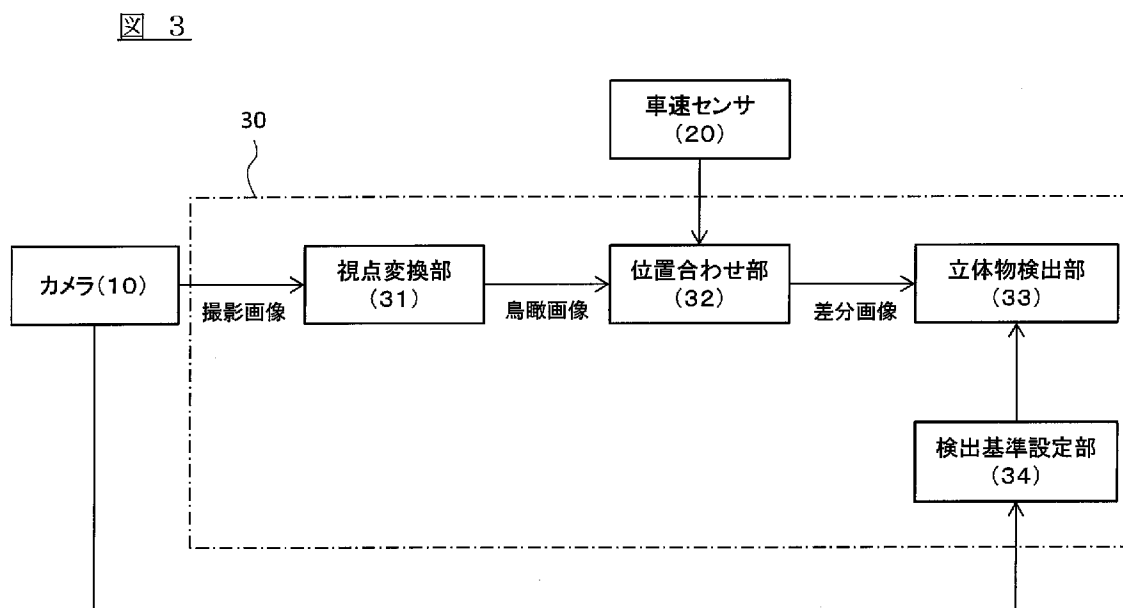 図 3
車速センサ
(20)
30
カメラ(10)
視点変換部
(31)
位置合わせ部
(32)
立体物検出部
(33)
撮影画像
鳥瞰画像
差分画像
検出基準設定部
(34)